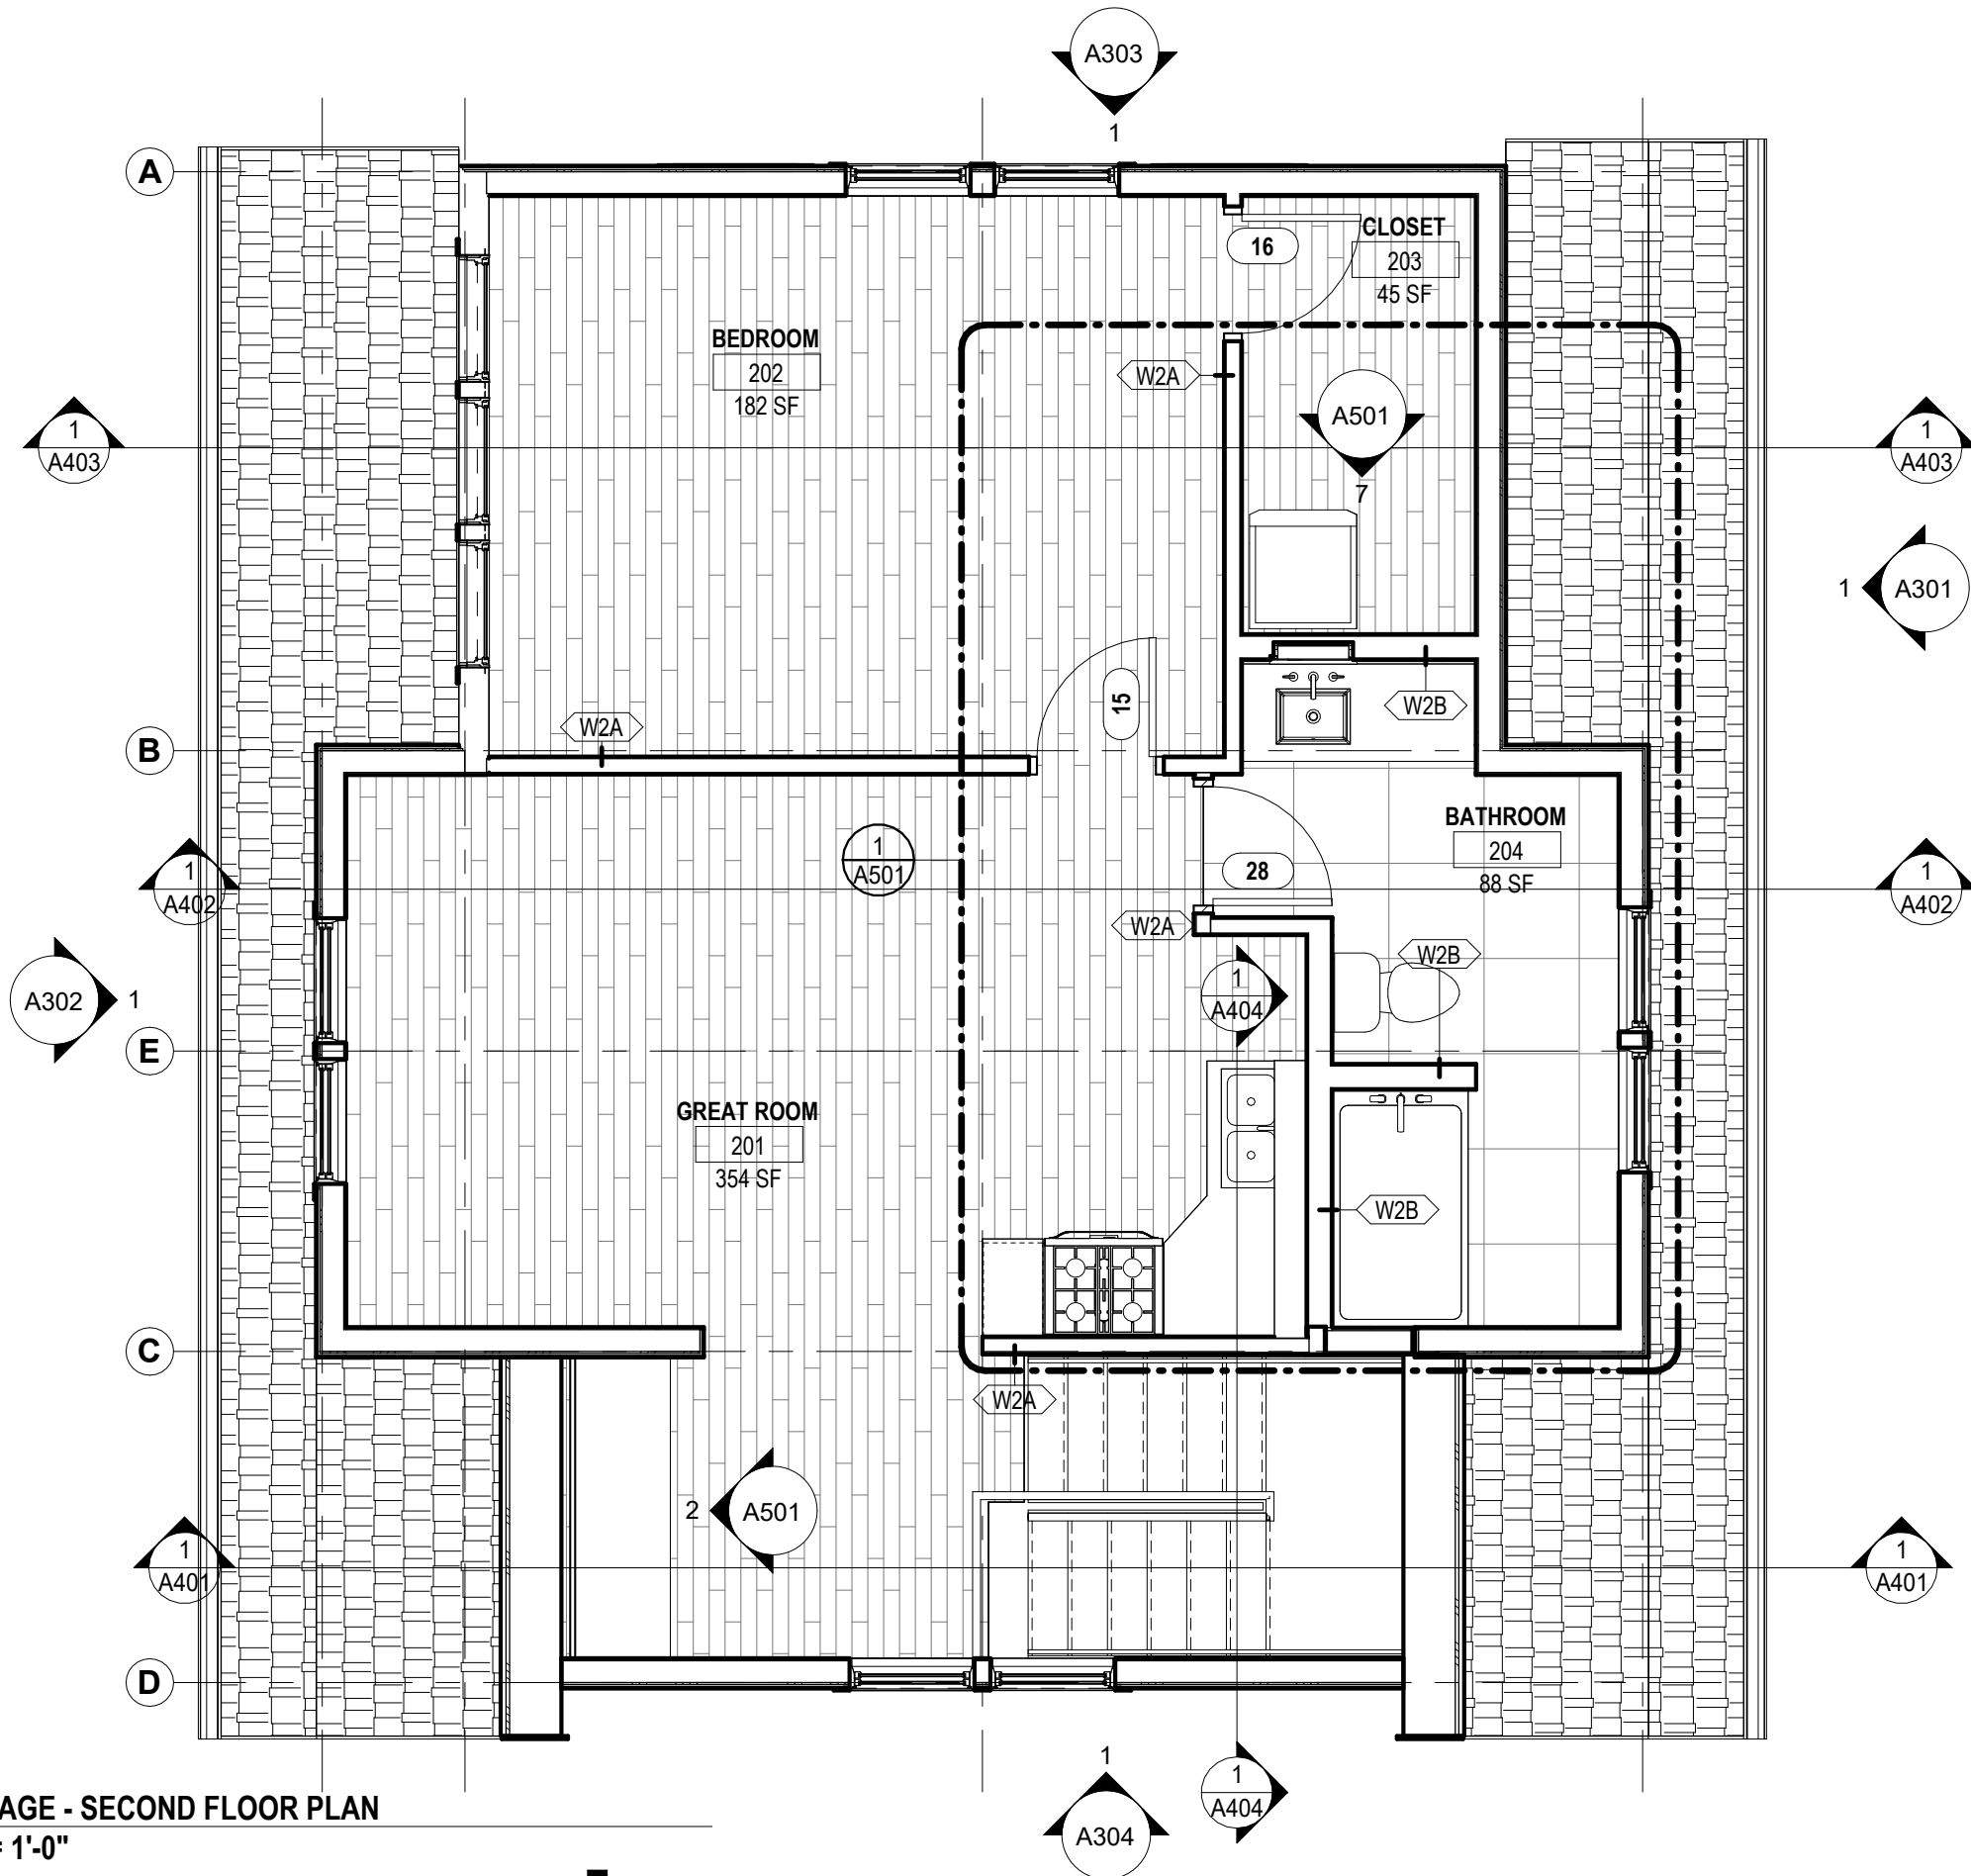 A303
1
A
CLOSET
16
203
45 SF
BEDROOM
202
182 SF
W2A
A501
7
1
A403
1
A403
1
A301
15
W2B
W2A
B
BATHROOM
204
88 SF
1
A501
28
1
A402
1
A402
W2A
W2B
1
A404
A302
1
E
GREAT ROOM
201
354 SF
W2B
C
W2A
2
A501
1
A401
1
A401
D
1
A304
1
A404
AGE - SECOND FLOOR PLAN
= 1'-0"